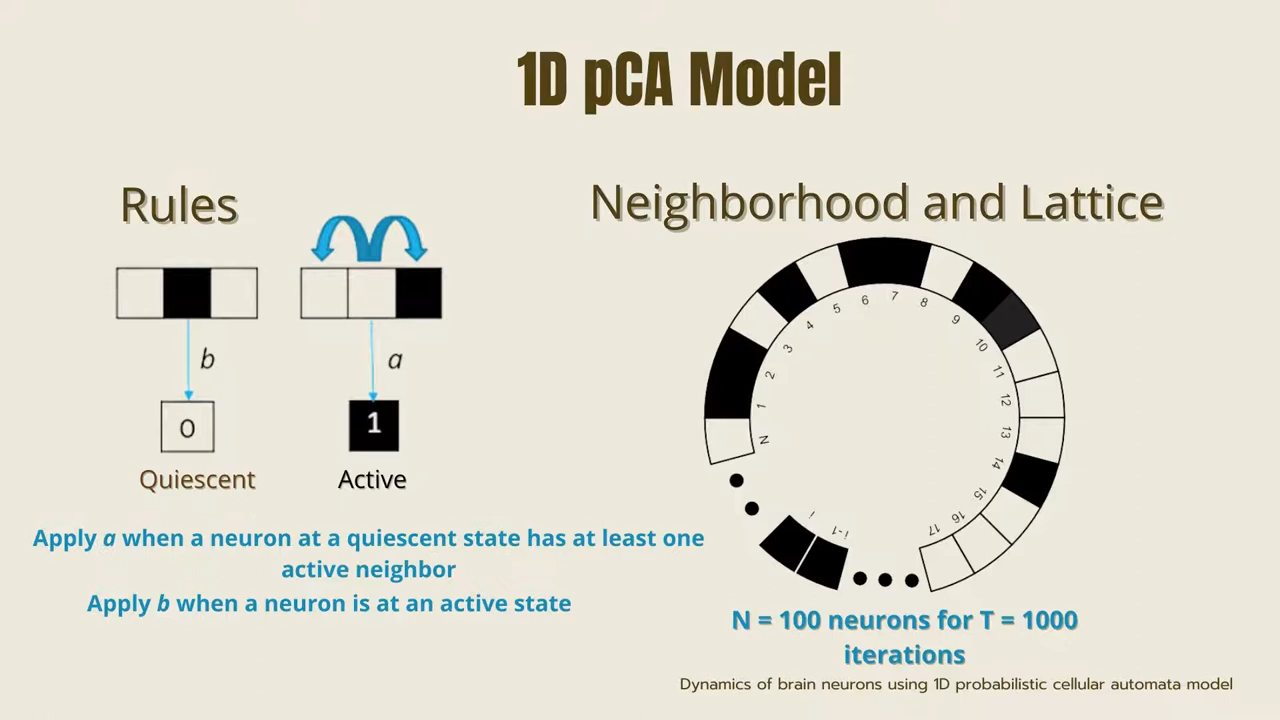 1D pCA Model
Rules
b
a
0
1
Quiescent
Active
Apply a when a neuron at a quiescent state has at least one
active neighbor
Apply b when a neuron is at an active state
Neighborhood and Lattice
N
1
2
3
4
5
6
7
8
9
10
11
12
13
14
15
16
17
i-1
i
N = 100 neurons for T = 1000
iterations
Dynamics of brain neurons using 1D probabilistic cellular automata model